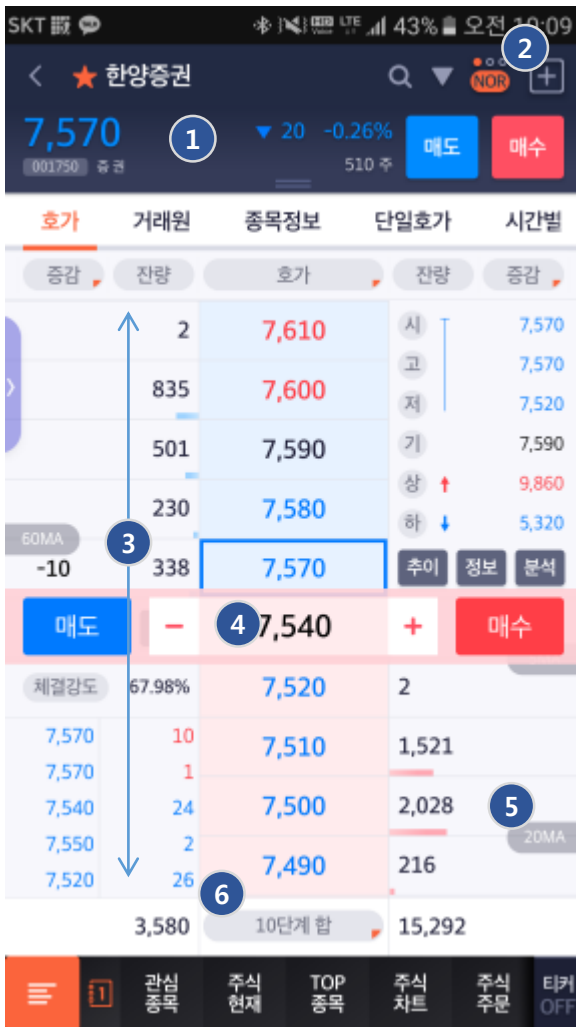 SKT 43% 오전 10:09
한양증권 NOR
2
7,570 ▼ 20 -0.26% 매도 매수
1
001750 증권 510 주
호가 거래원 종목정보 단일호가 시간별
증감 잔량 호가 잔량 증감
2 7,610 시 7,570
고 7,570
835 7,600 저 7,520
501 7,590 기 7,590
상 9,860
230 7,580 하 5,320
60MA
3
-10 338 7,570 추이 정보 분석
매도 − 4 7,540 + 매수
체결강도 67.98% 7,520 2
7,570 10 7,510 1,521
7,570 1
7,540 24 7,500 2,028 5
20MA
7,550 2
7,520 26 7,490 216
6
3,580 10단계 합 15,292
1 관심 종목 주식 현재 TOP 종목 주식 차트 주식 주문 티커 OFF